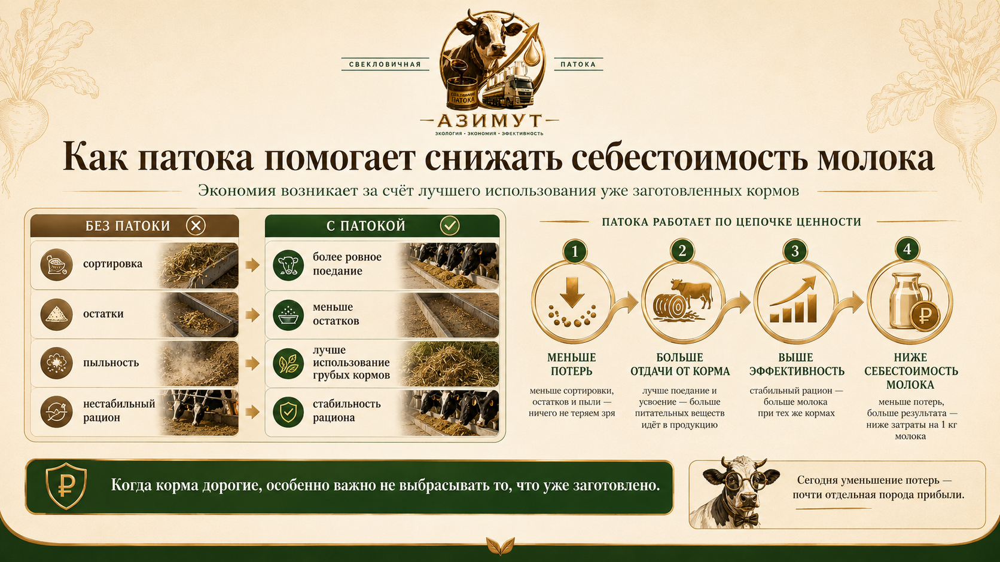 СВЕКЛОВИЧНАЯ
ПАТОКА
ПАТОКА
АЗИМУТ
ЭКОЛОГИЯ • ЭКОНОМИЯ • ЭФЕКТИВНОСТЬ
Как патока помогает снижать себестоимость молока
Экономия возникает за счёт лучшего использования уже заготовленных кормов
БЕЗ ПАТОКИ
сортировка
остатки
пыльность
нестабильный
рацион
С ПАТОКОЙ
более ровное
поедание
меньше
остатков
лучше
использование
грубых кормов
стабильность
рациона
ПАТОКА РАБОТАЕТ ПО ЦЕПОЧКЕ ЦЕННОСТИ
1
МЕНЬШЕ
ПОТЕРЬ
меньше сортировки,
остатков и пыли —
ничего не теряем зря
2
БОЛЬШЕ
ОТДАЧИ ОТ КОРМА
лучше поедание и
усвоение — больше
питательных веществ
идёт в продукцию
3
ВЫШЕ
ЭФФЕКТИВНОСТЬ
стабильный рацион —
больше молока
при тех же кормах
4
₽
НИЖЕ
СЕБЕСТОИМОСТЬ
МОЛОКА
меньше потерь,
больше результата —
ниже затраты на 1 кг
молока
₽
Когда корма дорогие, особенно важно не выбрасывать то, что уже заготовлено.
Сегодня уменьшение потерь —
почти отдельная порода прибыли.